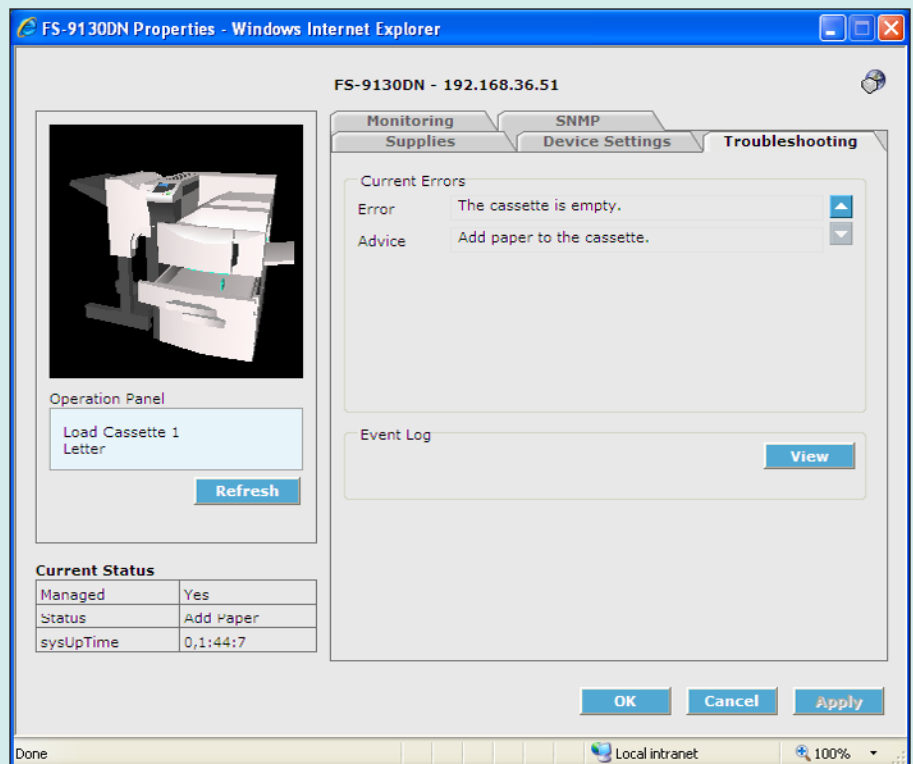 FS-9130DN Properties - Windows Internet Explorer
FS-9130DN - 192.168.36.51
Monitoring SNMP
Supplies Device Settings Troubleshooting
Current Errors
Error The cassette is empty.
Advice Add paper to the cassette.
Operation Panel
Load Cassette 1
Letter
Refresh
Event Log
View
Current Status
Managed Yes
Status Add Paper
sysUpTime 0,1:44:7
OK Cancel Apply
Done Local intranet 100%